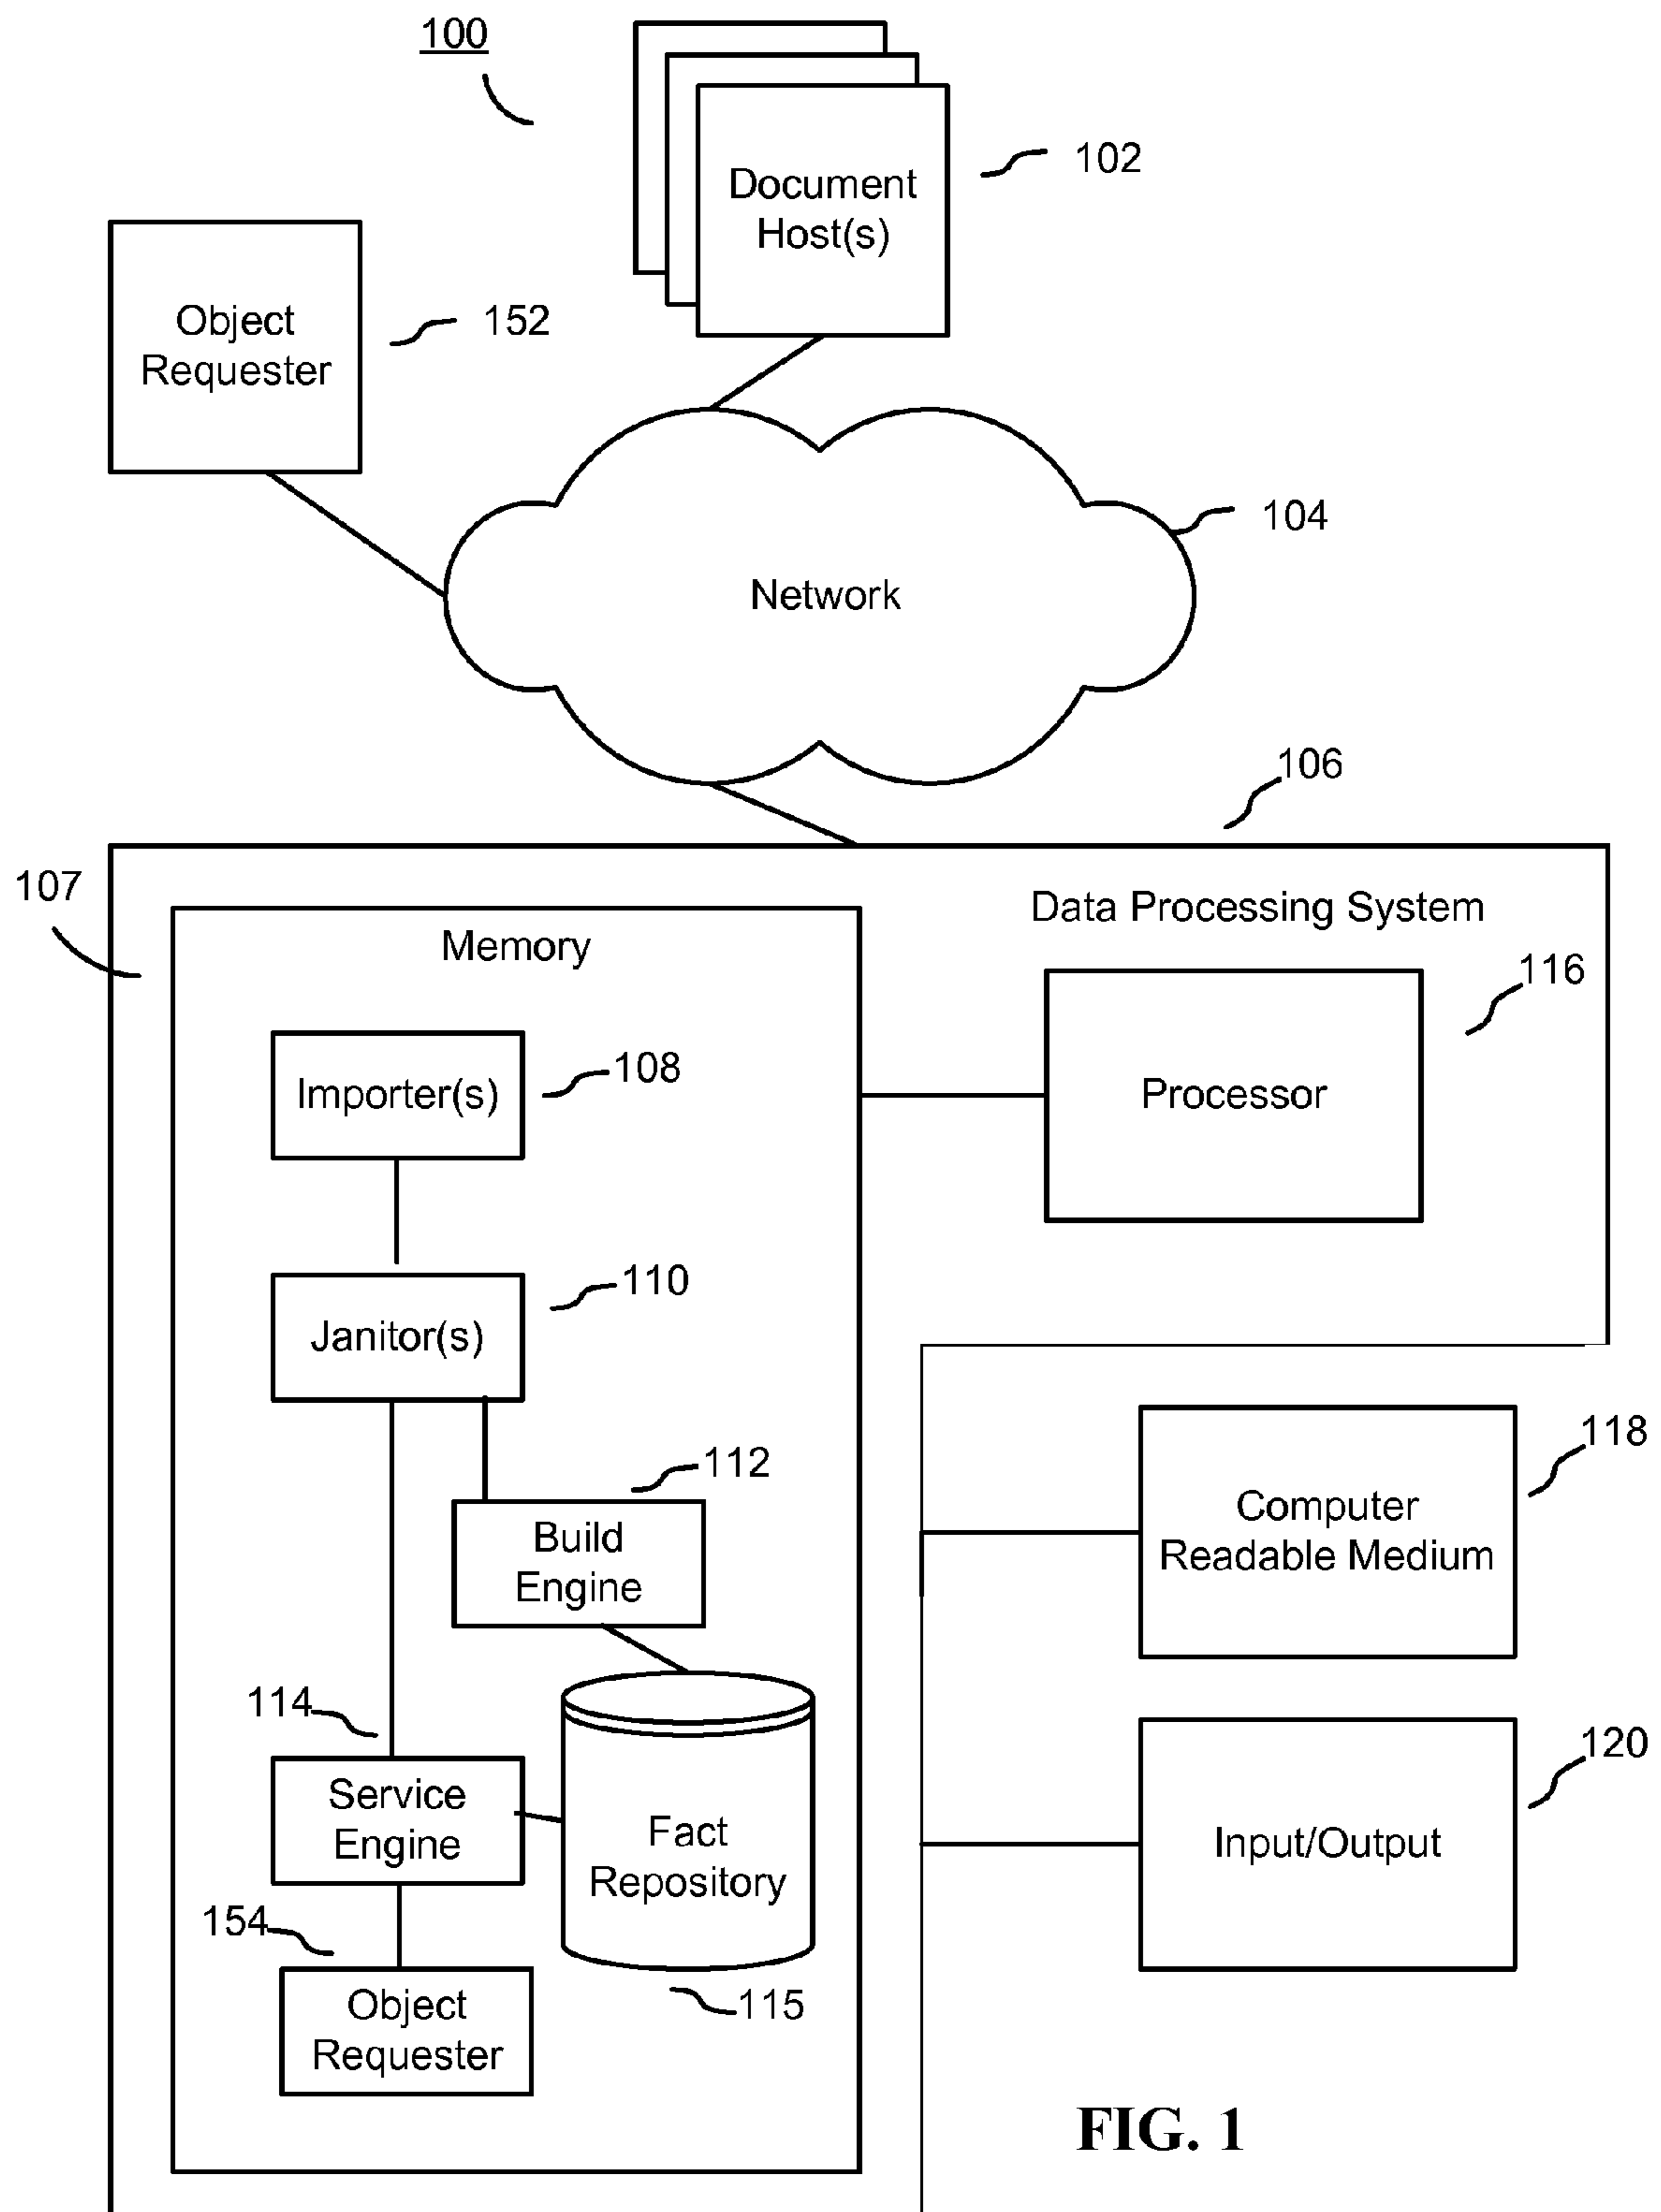 100
Document
Host(s)
102
Object
Requester
152
104
Network
106
107
Data Processing System
Memory
116
Importer(s)
108
Processor
110
Janitor(s)
118
112
Computer
Readable Medium
Build
Engine
114
120
Service
Engine
Fact
Repository
Input/Output
154
115
Object
Requester
FIG. 1